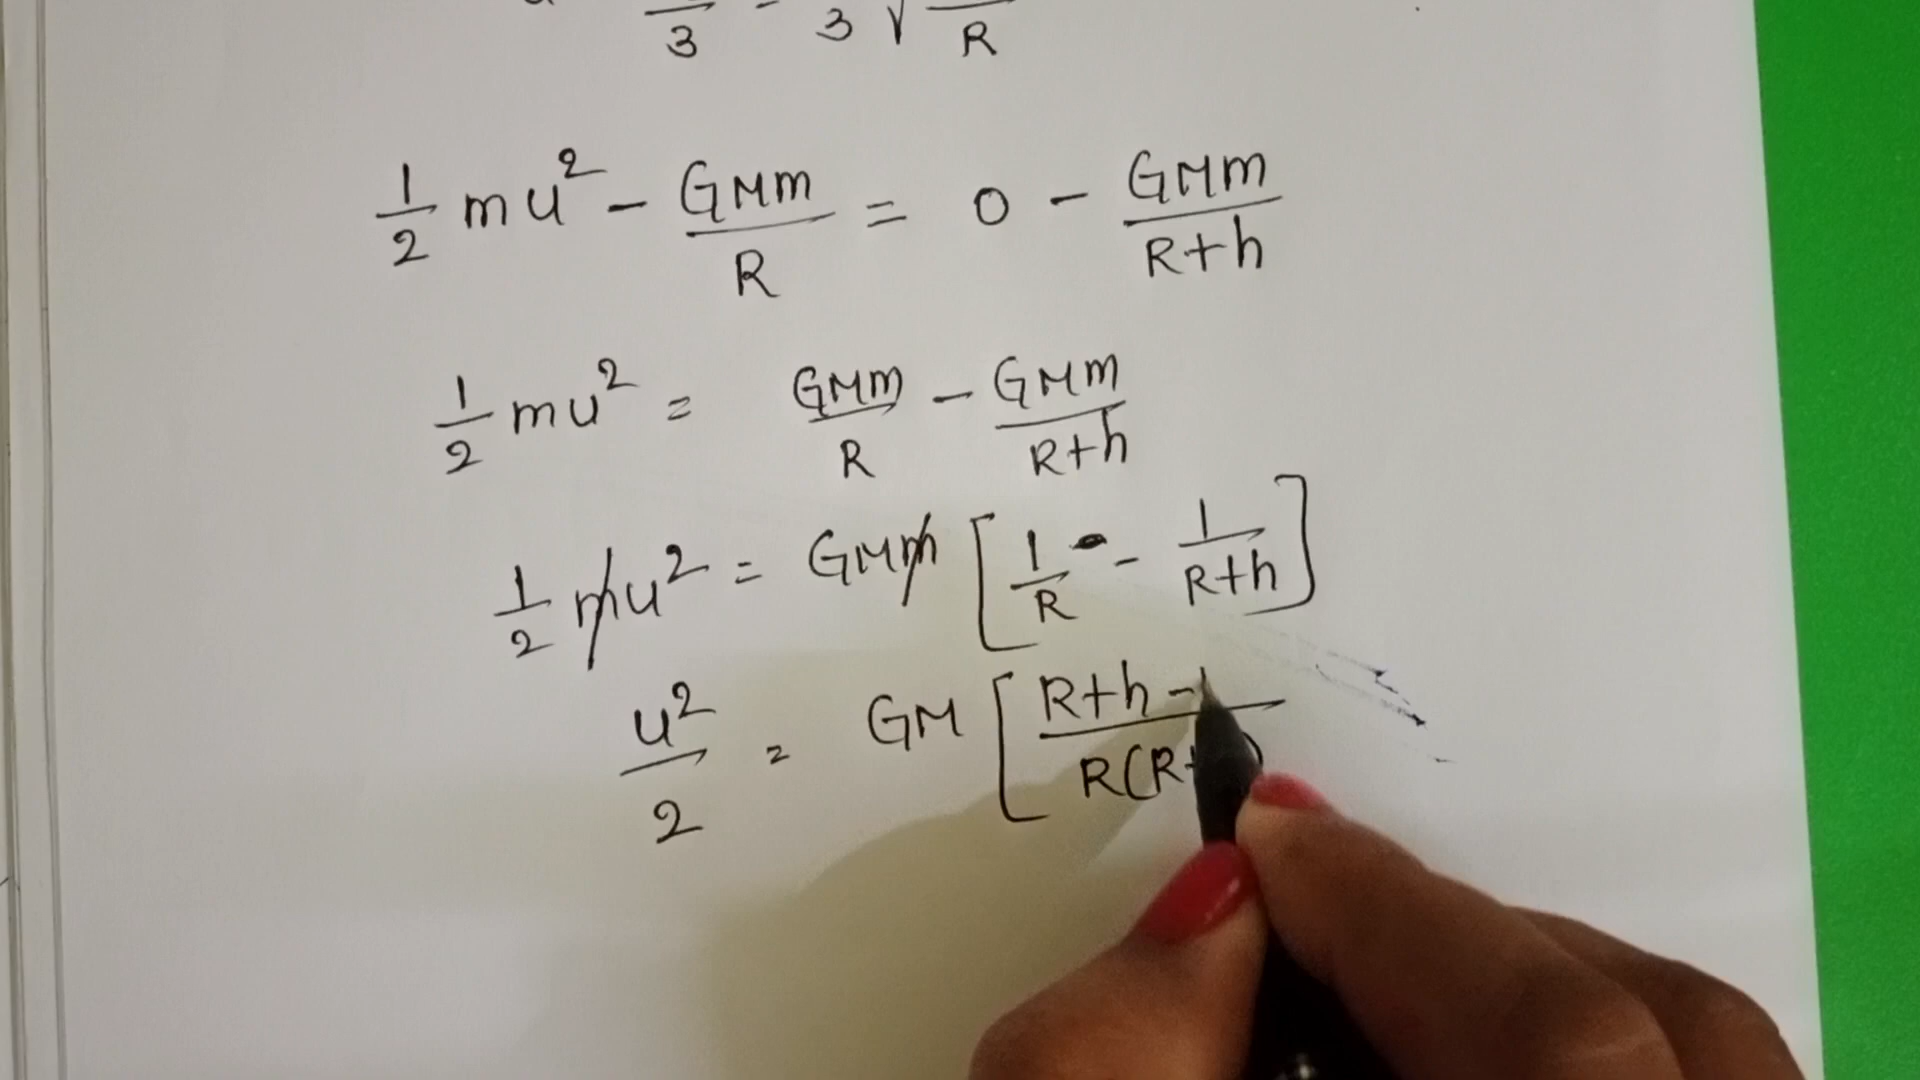 3 3√ R
1/2 mu² - GMm/R = 0 - GMm/R+h
1/2 mu² = GMm/R - GMm/R+h
1/2 mu² = GMm [1/R - 1/R+h]
u²/2 = GM [R+h - / R(R+